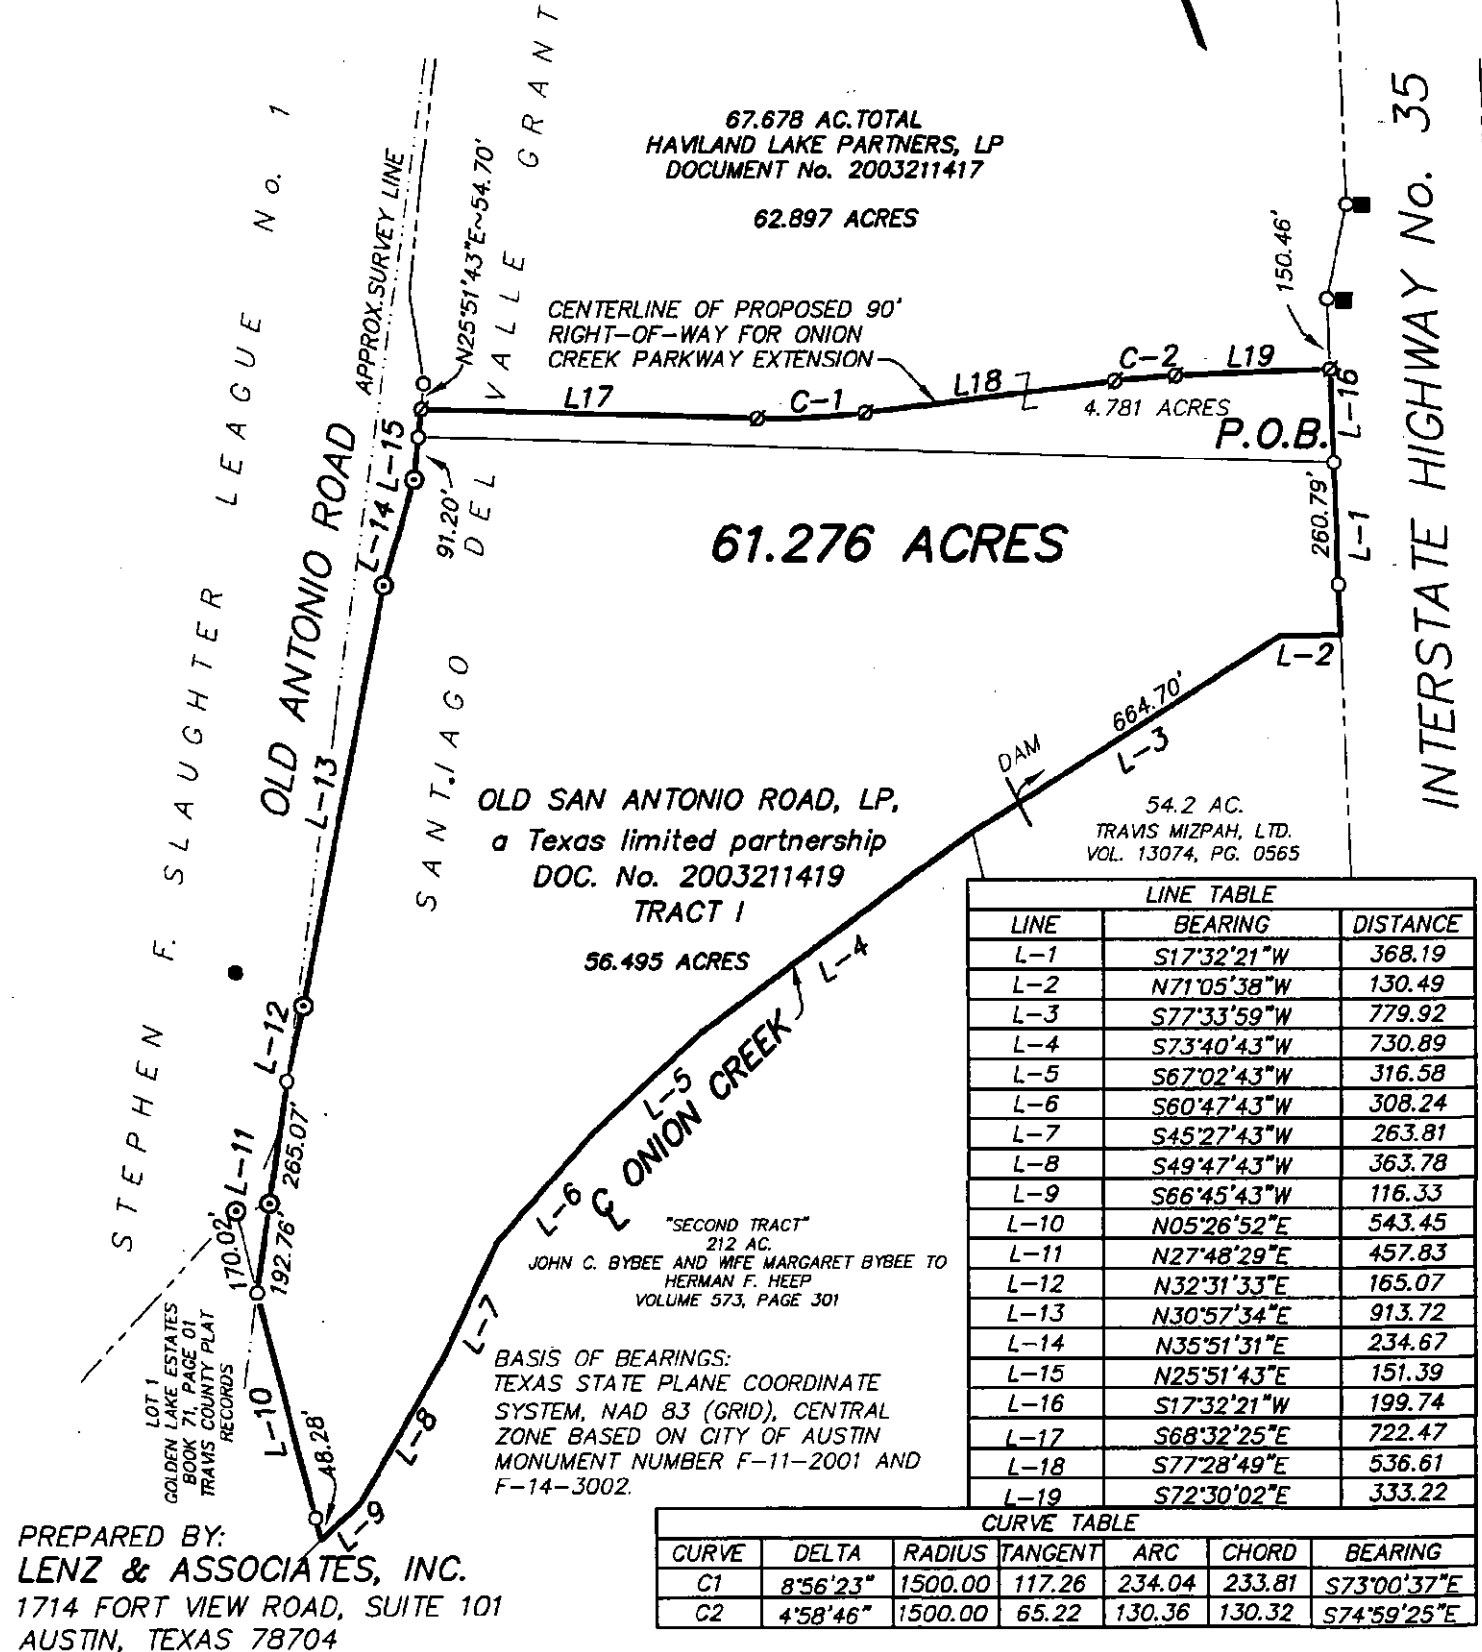 67.678 AC.TOTAL
HAVILAND LAKE PARTNERS, LP
DOCUMENT No. 2003211417
62.897 ACRES
INTERSTATE HIGHWAY No. 35
STEPHEN F. SLAUGHTER LEAGUE No. 1
SANTIAGO DEL VALLE GRANT
APPROX.SURVEY LINE
N25°51'43"E~54.70'
150.46'
CENTERLINE OF PROPOSED 90'
RIGHT-OF-WAY FOR ONION
CREEK PARKWAY EXTENSION
L17
C-1
L18
C-2
L19
4.781 ACRES
P.O.B.
L-16
260.79'
L-1
L-2
OLD ANTONIO ROAD
L-15
L-14
91.20'
61.276 ACRES
L-13
664.70'
L-3
DAM
OLD SAN ANTONIO ROAD, LP,
a Texas limited partnership
DOC. No. 2003211419
TRACT I
56.495 ACRES
54.2 AC.
TRAVIS MIZPAH, LTD.
VOL. 13074, PG. 0565
L-4
L-12
L-5
℄ ONION CREEK
L-11
265.07'
170.02'
192.76'
L-6
"SECOND TRACT"
212 AC.
JOHN C. BYBEE AND WIFE MARGARET BYBEE TO
HERMAN F. HEEP
VOLUME 573, PAGE 301
L-7
LOT 1
GOLDEN LAKE ESTATES
BOOK 71, PAGE 01
TRAVIS COUNTY PLAT
RECORDS
L-10
48.28'
L-8
L-9
BASIS OF BEARINGS:
TEXAS STATE PLANE COORDINATE
SYSTEM, NAD 83 (GRID), CENTRAL
ZONE BASED ON CITY OF AUSTIN
MONUMENT NUMBER F-11-2001 AND
F-14-3002.
LINE TABLE
LINE BEARING DISTANCE
L-1 S17°32'21"W 368.19
L-2 N71°05'38"W 130.49
L-3 S77°33'59"W 779.92
L-4 S73°40'43"W 730.89
L-5 S67°02'43"W 316.58
L-6 S60°47'43"W 308.24
L-7 S45°27'43"W 263.81
L-8 S49°47'43"W 363.78
L-9 S66°45'43"W 116.33
L-10 N05°26'52"E 543.45
L-11 N27°48'29"E 457.83
L-12 N32°31'33"E 165.07
L-13 N30°57'34"E 913.72
L-14 N35°51'31"E 234.67
L-15 N25°51'43"E 151.39
L-16 S17°32'21"W 199.74
L-17 S68°32'25"E 722.47
L-18 S77°28'49"E 536.61
L-19 S72°30'02"E 333.22
CURVE TABLE
CURVE DELTA RADIUS TANGENT ARC CHORD BEARING
C1 8°56'23" 1500.00 117.26 234.04 233.81 S73°00'37"E
C2 4°58'46" 1500.00 65.22 130.36 130.32 S74°59'25"E
PREPARED BY:
LENZ & ASSOCIATES, INC.
1714 FORT VIEW ROAD, SUITE 101
AUSTIN, TEXAS 78704